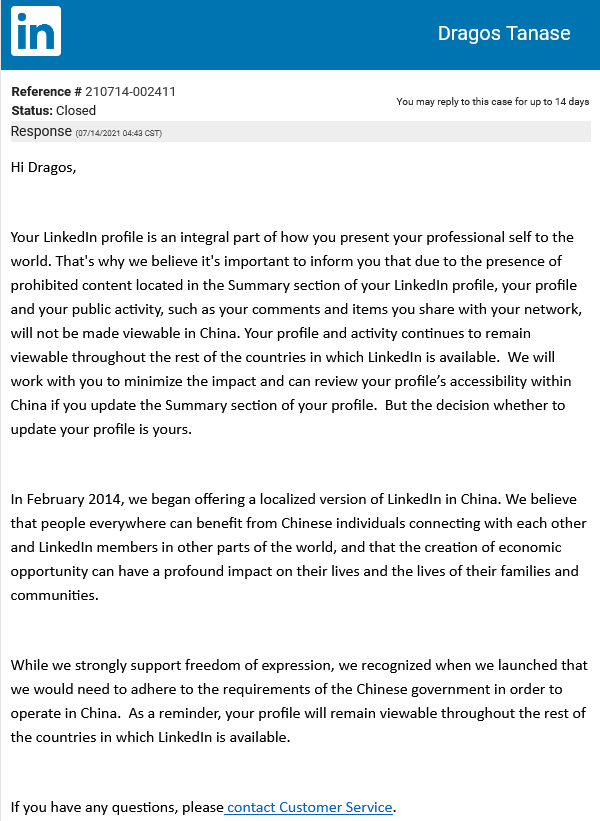 in
Dragos Tanase
Reference # 210714-002411
You may reply to this case for up to 14 days
Status: Closed
Response (07/14/2021 04:43 CST)
Hi Dragos,
Your LinkedIn profile is an integral part of how you present your professional self to the
world. That's why we believe it's important to inform you that due to the presence of
prohibited content located in the Summary section of your LinkedIn profile, your profile
and your public activity, such as your comments and items you share with your network,
will not be made viewable in China. Your profile and activity continues to remain
viewable throughout the rest of the countries in which LinkedIn is available.  We will
work with you to minimize the impact and can review your profile’s accessibility within
China if you update the Summary section of your profile.  But the decision whether to
update your profile is yours.
In February 2014, we began offering a localized version of LinkedIn in China. We believe
that people everywhere can benefit from Chinese individuals connecting with each other
and LinkedIn members in other parts of the world, and that the creation of economic
opportunity can have a profound impact on their lives and the lives of their families and
communities.
While we strongly support freedom of expression, we recognized when we launched that
we would need to adhere to the requirements of the Chinese government in order to
operate in China.  As a reminder, your profile will remain viewable throughout the rest of
the countries in which LinkedIn is available.
If you have any questions, please contact Customer Service.